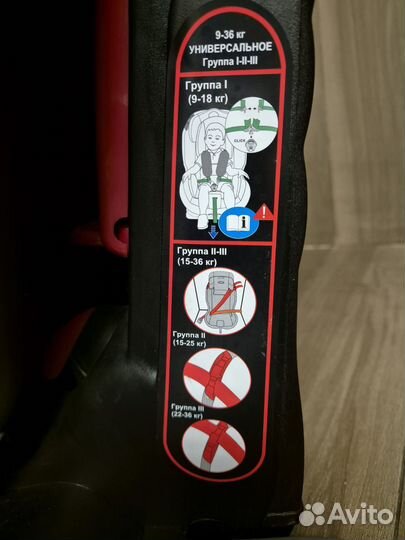 9-36 кг
УНИВЕРСАЛЬНОЕ
Группа I-II-III
Группа I
(9-18 кг)
CLICK
i
Группа II-III
(15-36 кг)
Группа II
(15-25 кг)
Группа III
(22-36 кг)
Avito